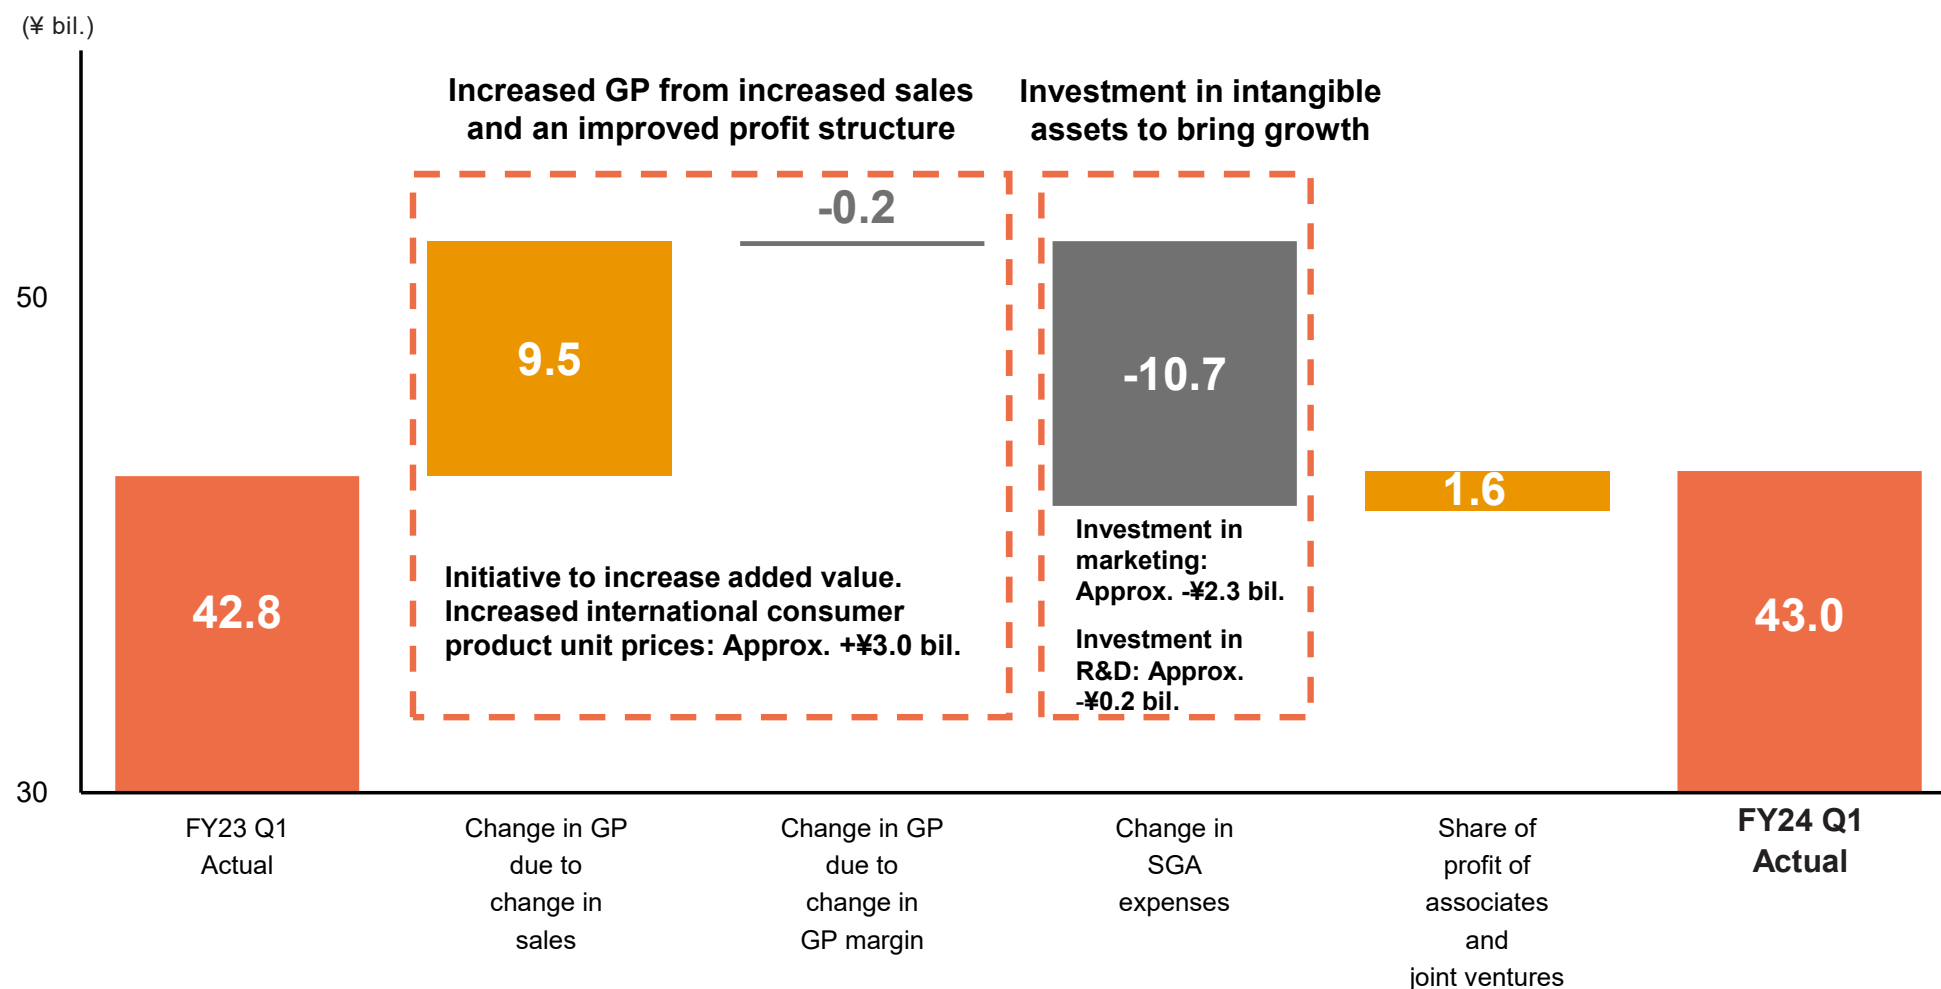 (¥ bil.)
Increased GP from increased sales
and an improved profit structure
Investment in intangible
assets to bring growth
50
30
42.8
9.5
-0.2
-10.7
1.6
43.0
Initiative to increase added value.
Increased international consumer
product unit prices: Approx. +¥3.0 bil.
Investment in
marketing:
Approx. -¥2.3 bil.
Investment in
R&D: Approx.
-¥0.2 bil.
FY23 Q1
Actual
Change in GP
due to
change in
sales
Change in GP
due to
change in
GP margin
Change in
SGA
expenses
Share of
profit of
associates
and
joint ventures
FY24 Q1
Actual